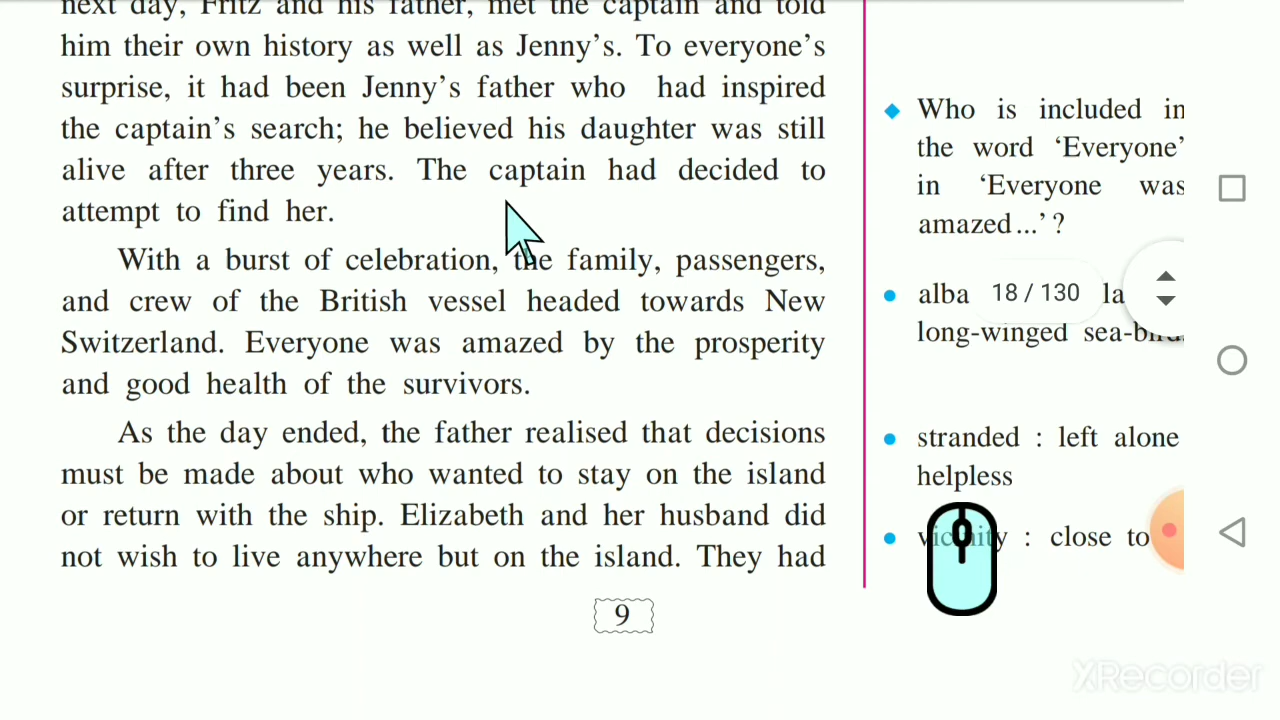 next day, Fritz and his father, met the captain and told
him their own history as well as Jenny's. To everyone's
surprise, it had been Jenny's father who had inspired
the captain's search; he believed his daughter was still
alive after three years. The captain had decided to
attempt to find her.
With a burst of celebration, the family, passengers,
and crew of the British vessel headed towards New
Switzerland. Everyone was amazed by the prosperity
and good health of the survivors.
As the day ended, the father realised that decisions
must be made about who wanted to stay on the island
or return with the ship. Elizabeth and her husband did
not wish to live anywhere but on the island. They had
9
Who is included in
the word ‘Everyone’
in ‘Everyone was
amazed...’ ?
18 / 130
long-winged
stranded : left alone
helpless
: close to
XRecorder